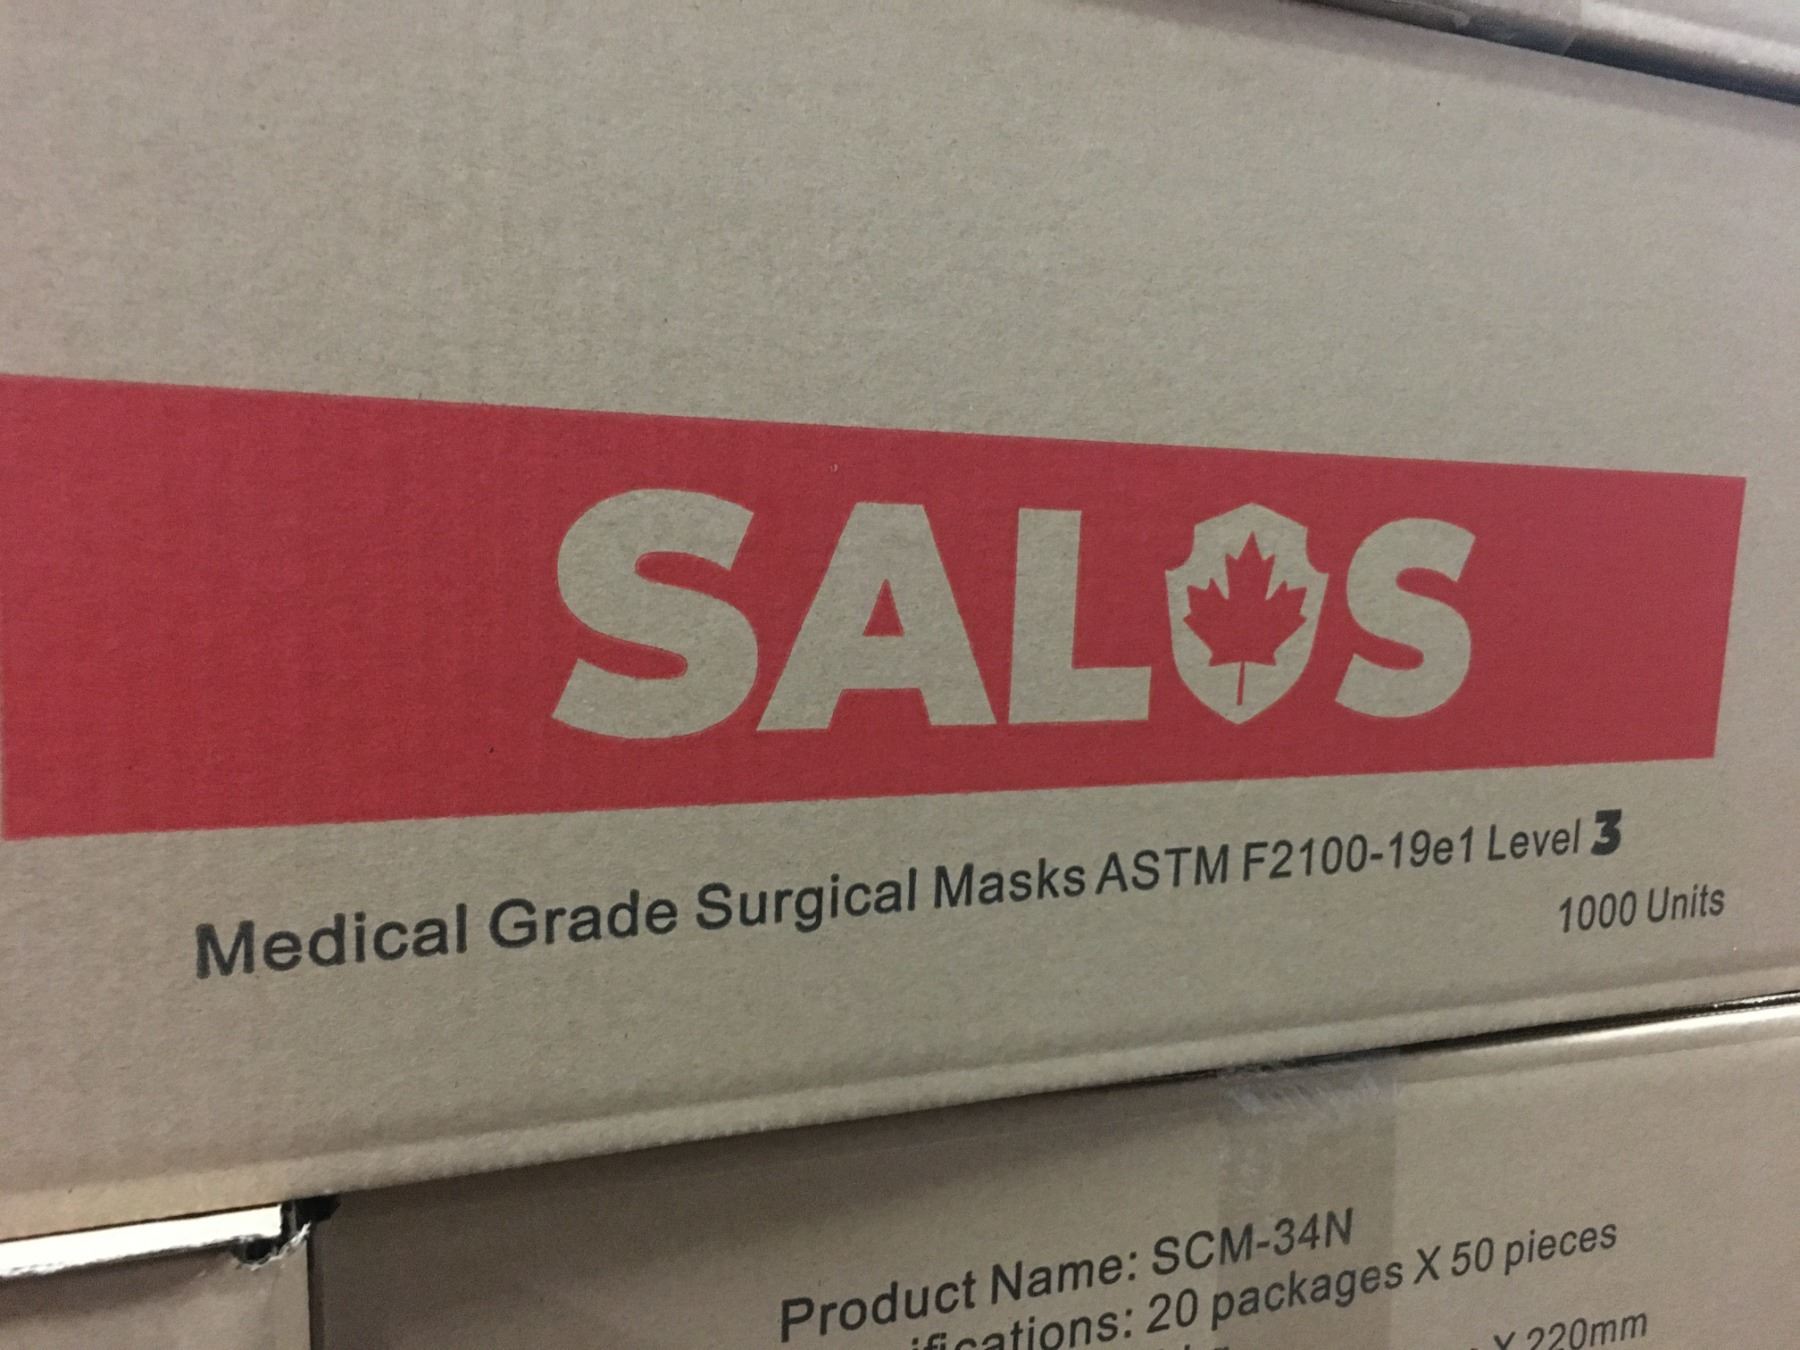 SALOS
Medical Grade Surgical Masks ASTM F2100-19e1 Level 3
1000 Units
Product Name: SCM-34N
20 packages X 50 pieces
X 220mm